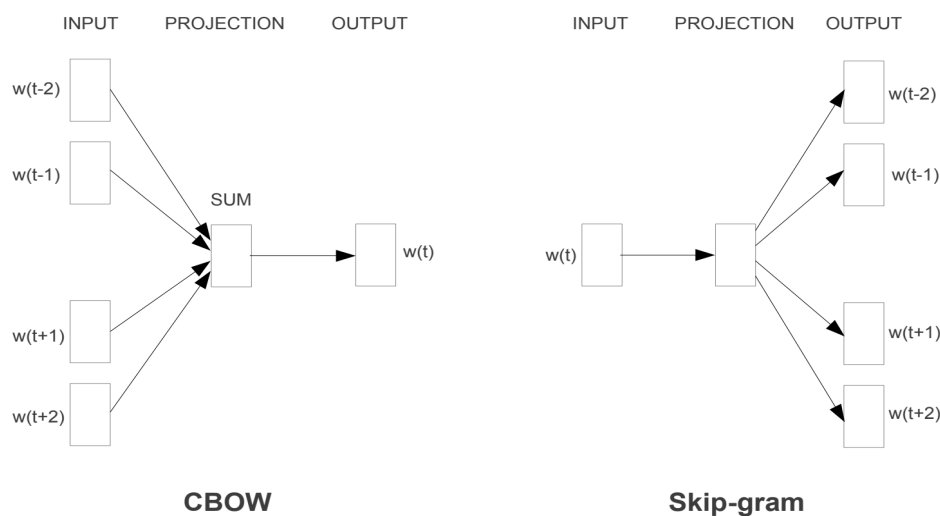 INPUT PROJECTION OUTPUT
w(t-2)
w(t-1)
SUM
w(t)
w(t+1)
w(t+2)
CBOW
INPUT PROJECTION OUTPUT
w(t-2)
w(t-1)
w(t)
w(t+1)
w(t+2)
Skip-gram